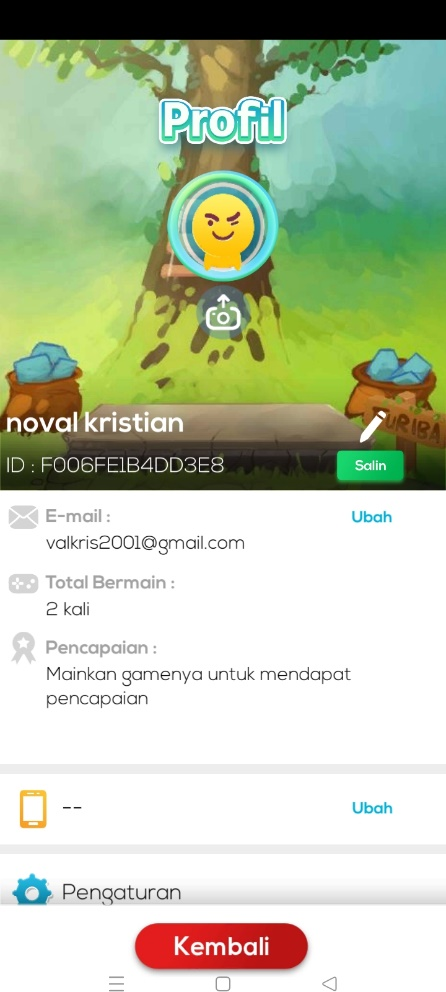 Profil
noval kristian
ID : F006FE1B4DD3E8
Salin
E-mail :
Ubah
valkris2001@gmail.com
Total Bermain :
2 kali
Pencapaian :
Mainkan gamenya untuk mendapat
pencapaian
--
Ubah
Pengaturan
Kembali